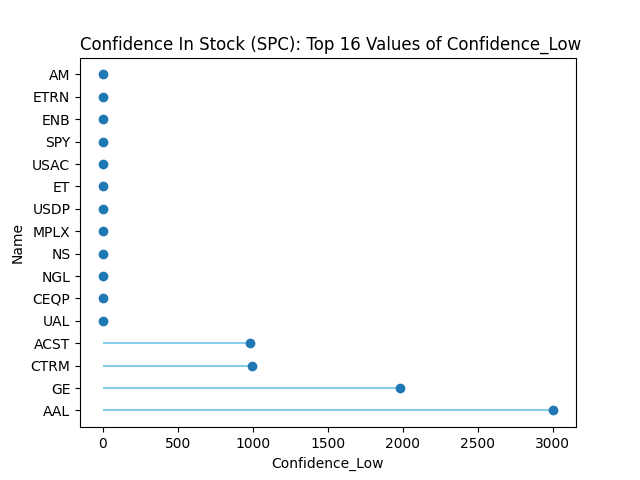 Confidence In Stock (SPC): Top 16 Values of Confidence_Low
AM
ETRN
ENB
SPY
USAC
ET
USDP
MPLX
NS
NGL
CEQP
UAL
ACST
CTRM
GE
AAL
Name
0 500 1000 1500 2000 2500 3000
Confidence_Low